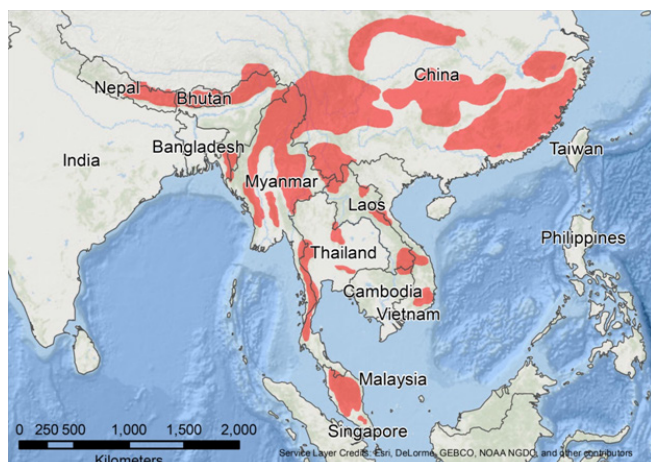 China
Nepal
Bhutan
Bangladesh
Taiwan
India
Myanmar
Laos
Philippines
Thailand
Cambodia
Vietnam
Malaysia
Singapore
0 250 500 1,000 1,500 2,000
Kilometers
Service Layer Credits: Esri, DeLorme, GEBCO, NOAA NGDC, and other contributors